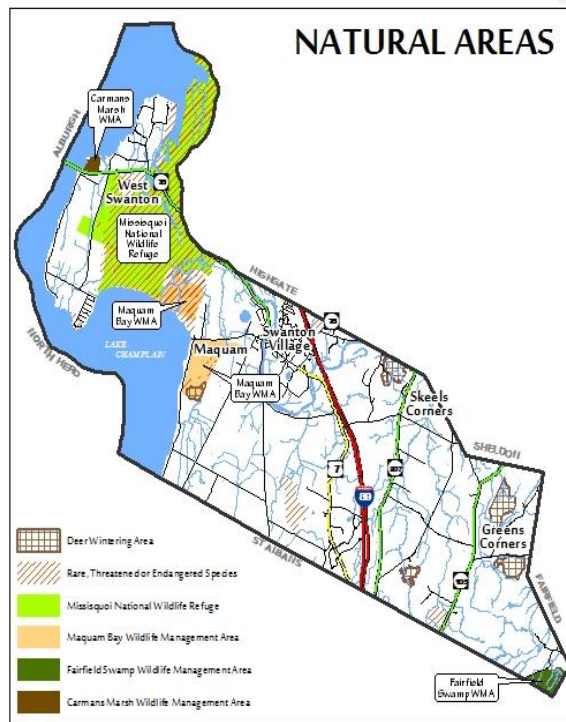 NATURAL AREAS
Carmans
Marsh
WMA
ALBURGH
West
Swanton
78
Missisquoi
National
Wildlife
Refuge
HIGHGATE
Maquam
Bay WMA
Swanton
Village
NORTH HERO
LAKE
CHAMPLAIN
Maquam
Maquam
Bay WMA
Skeels
Corners
SHELDON
7
207
89
Greens
Corners
ST ALBANS
105
FAIRFIELD
Fairfield
Swamp WMA
Deer Wintering Area
Rare, Threatened or Endangered Species
Missisquoi National Wildlife Refuge
Maquam Bay Wildlife Management Area
Fairfield Swamp Wildlife Management Area
Carmans Marsh Wildlife Management Area